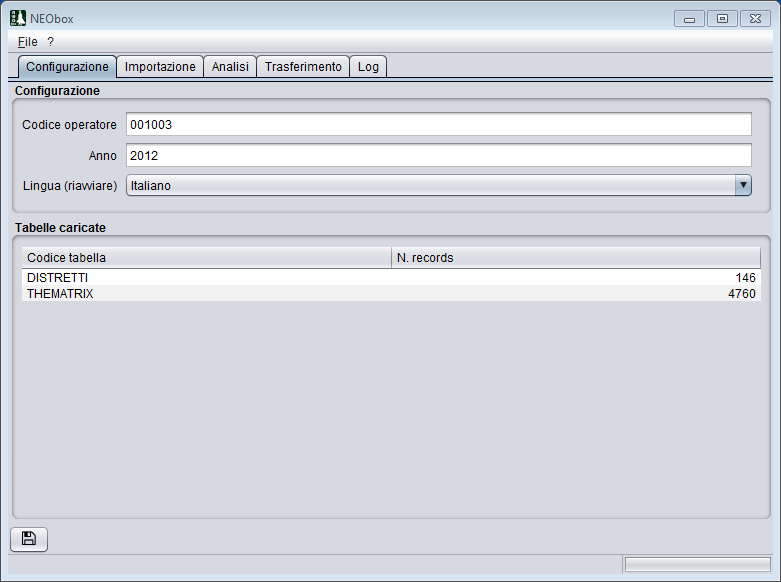 NEObox
File ?
Configurazione Importazione Analisi Trasferimento Log
Configurazione
Codice operatore 001003
Anno 2012
Lingua (riavviare) Italiano
Tabelle caricate
Codice tabella N. records
DISTRETTI 146
THEMATRIX 4760